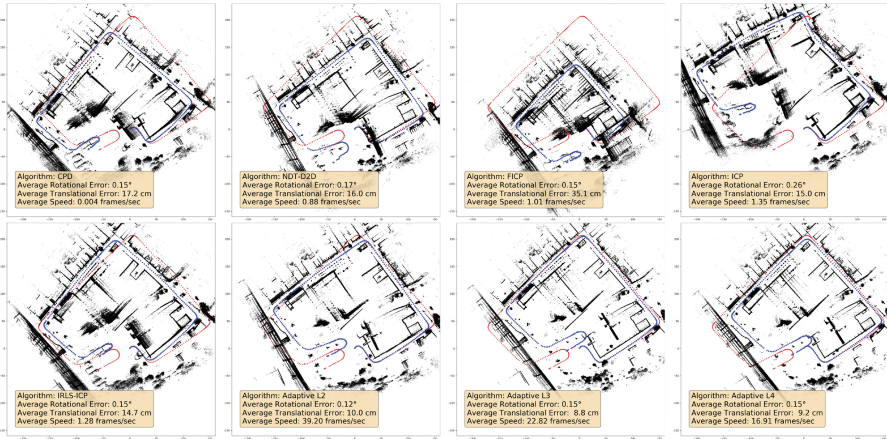 Algorithm: CPD
Average Rotational Error: 0.15°
Average Translational Error: 17.2 cm
Average Speed: 0.004 frames/sec
Algorithm: NDT-D2D
Average Rotational Error: 0.17°
Average Translational Error: 16.0 cm
Average Speed: 0.88 frames/sec
Algorithm: FICP
Average Rotational Error: 0.15°
Average Translational Error: 35.1 cm
Average Speed: 1.01 frames/sec
Algorithm: ICP
Average Rotational Error: 0.26°
Average Translational Error: 15.0 cm
Average Speed: 1.35 frames/sec
Algorithm: IRLS-ICP
Average Rotational Error: 0.15°
Average Translational Error: 14.7 cm
Average Speed: 1.28 frames/sec
Algorithm: Adaptive L2
Average Rotational Error: 0.12°
Average Translational Error: 10.0 cm
Average Speed: 39.20 frames/sec
Algorithm: Adaptive L3
Average Rotational Error: 0.15°
Average Translational Error: 8.8 cm
Average Speed: 22.82 frames/sec
Algorithm: Adaptive L4
Average Rotational Error: 0.15°
Average Translational Error: 9.2 cm
Average Speed: 16.91 frames/sec